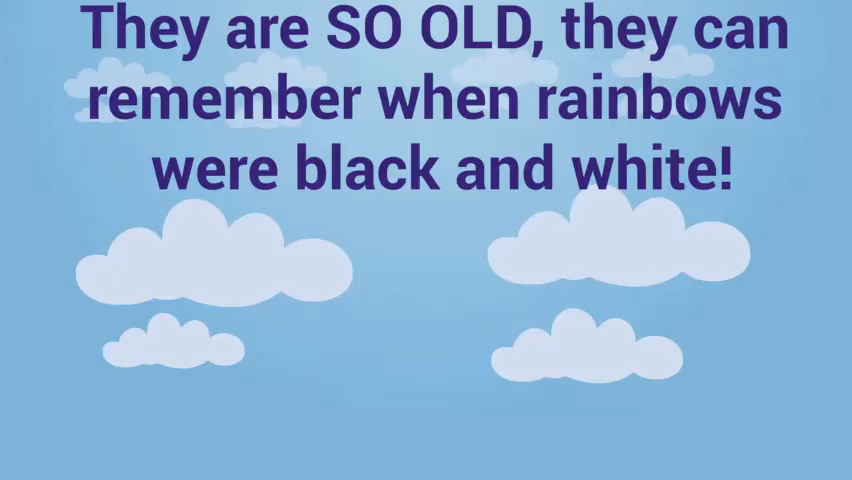 They are SO OLD, they can
remember when rainbows
were black and white!